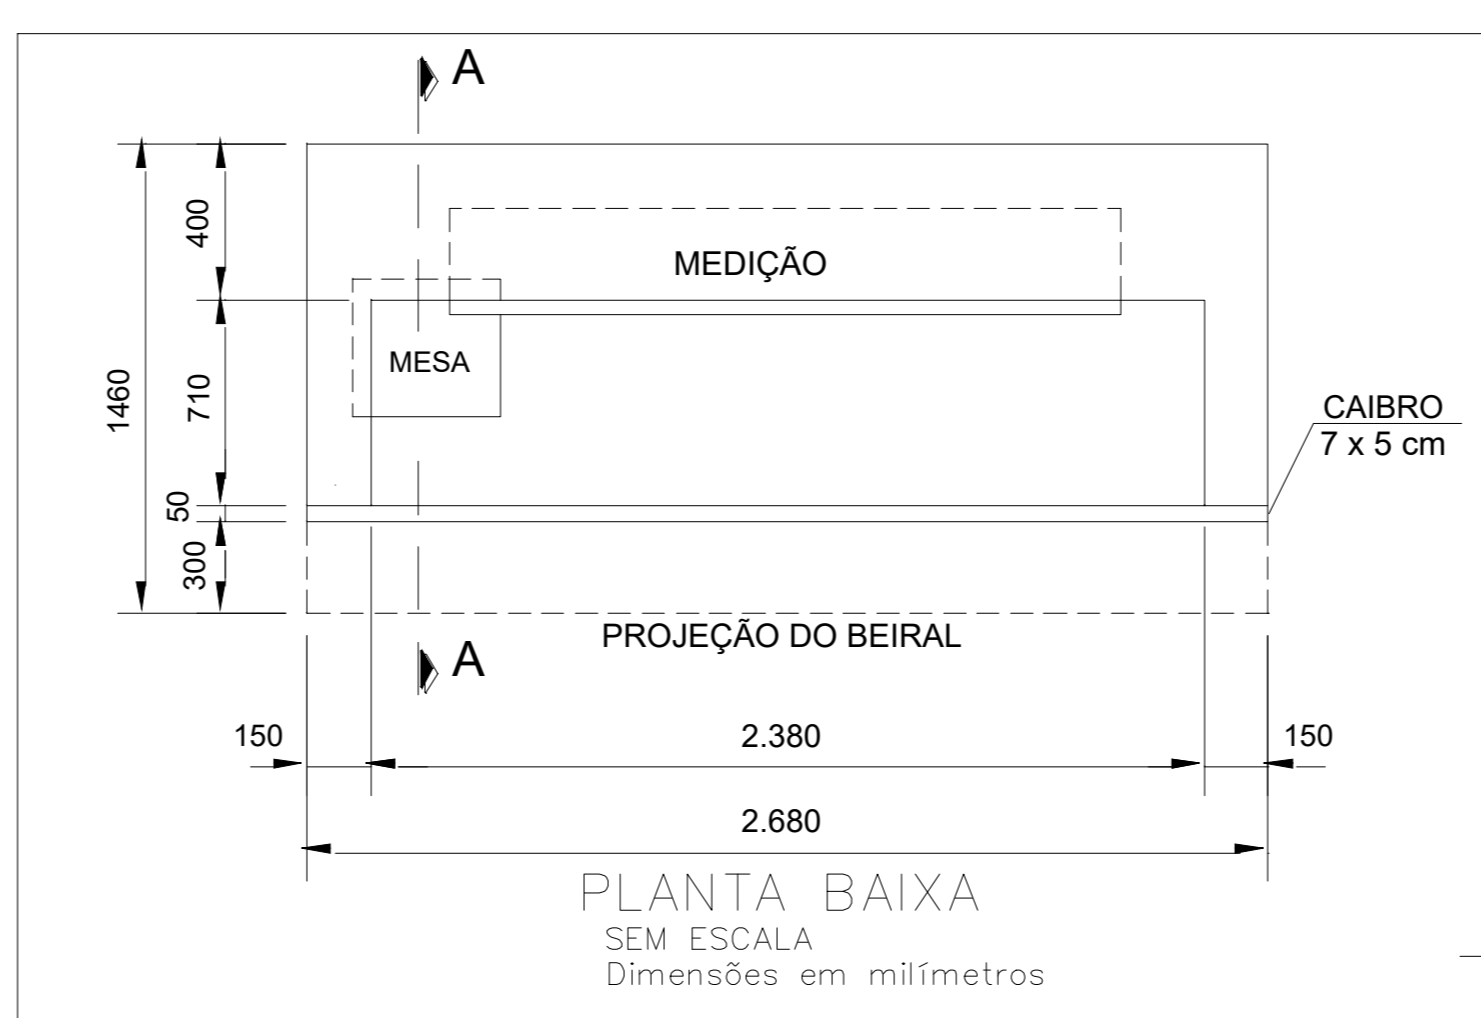 A
400
MEDIÇÃO
1460
710
MESA
CAIBRO
7 x 5 cm
50
300
PROJEÇÃO DO BEIRAL
A
150
2.380
150
2.680
PLANTA BAIXA
SEM ESCALA
Dimensões em milímetros